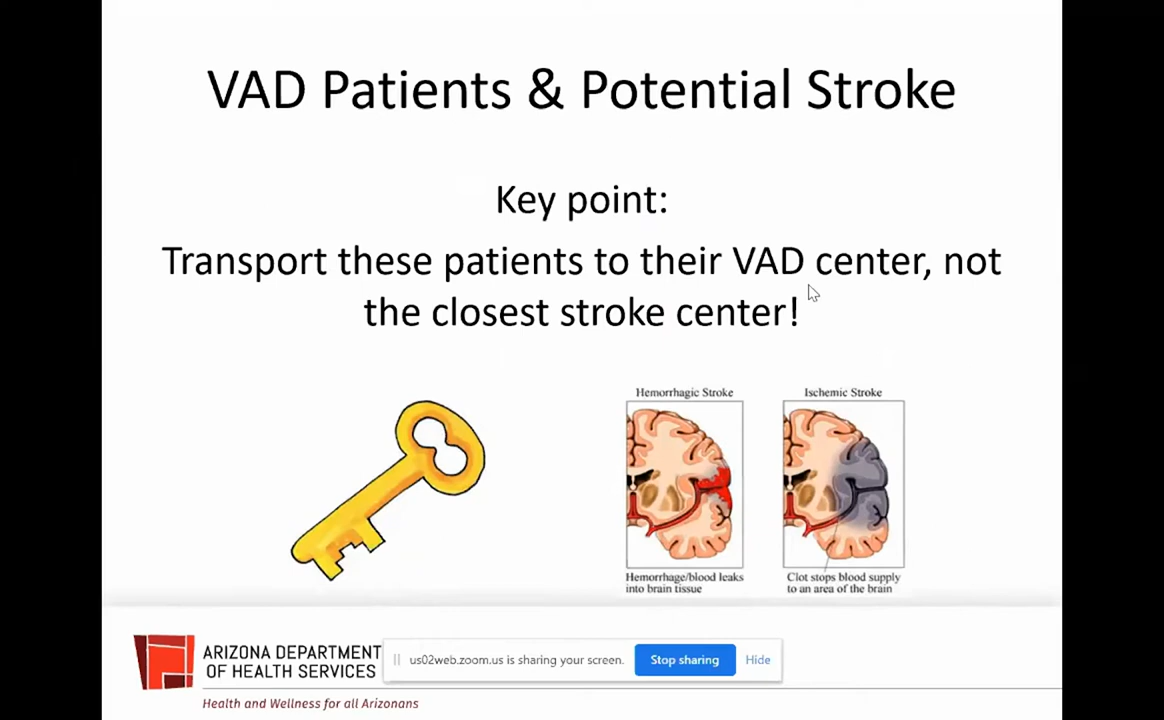 VAD Patients & Potential Stroke
Key point:
Transport these patients to their VAD center, not
the closest stroke center!
Hemorrhagic Stroke
Ischemic Stroke
Hemorrhage/blood leaks
into brain tissue
Clot stops blood supply
to an area of the brain
ARIZONA DEPARTMENT
OF HEALTH SERVICES
us02web.zoom.us is sharing your screen.
Stop sharing
Hide
Health and Wellness for all Arizonans